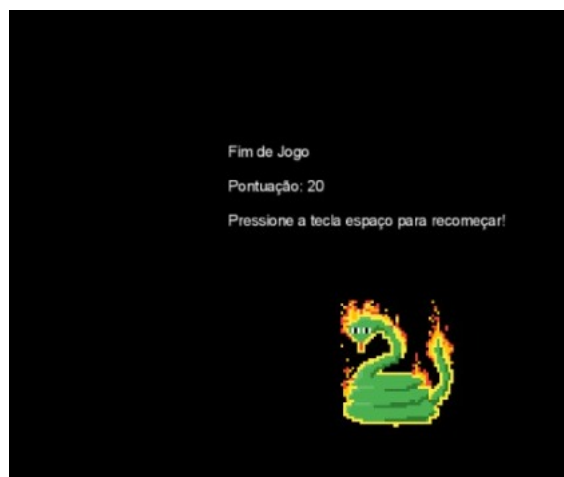 Fim de Jogo
Pontuação: 20
Pressione a tecla espaço para recomeçar!